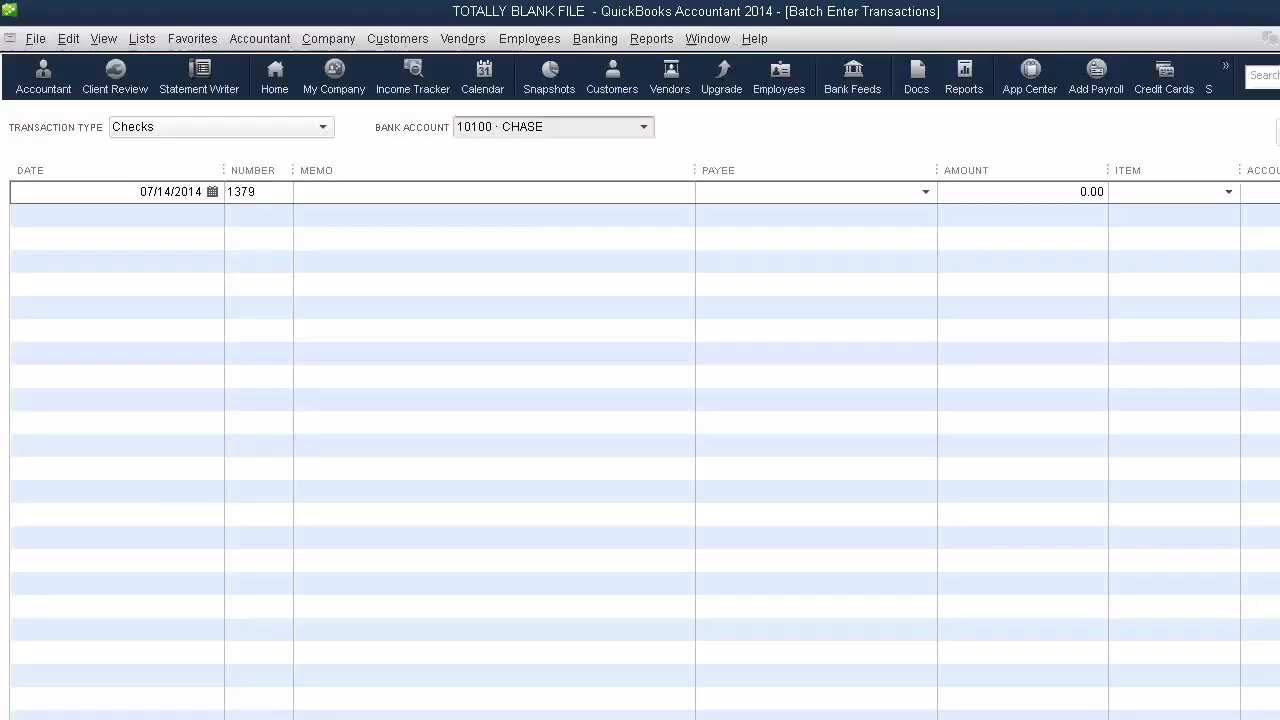 TOTALLY BLANK FILE - QuickBooks Accountant 2014 - [Batch Enter Transactions]
File Edit View Lists Favorites Accountant Company Customers Vendors Employees Banking Reports Window Help
31
Accountant Client Review Statement Writer Home My Company Income Tracker Calendar Snapshots Customers Vendors Upgrade Employees Bank Feeds Docs Reports App Center Add Payroll Credit Cards S » Search
TRANSACTION TYPE Checks BANK ACCOUNT 10100 · CHASE
DATE NUMBER MEMO PAYEE AMOUNT ITEM ACCOU
07/14/2014 1379 0.00